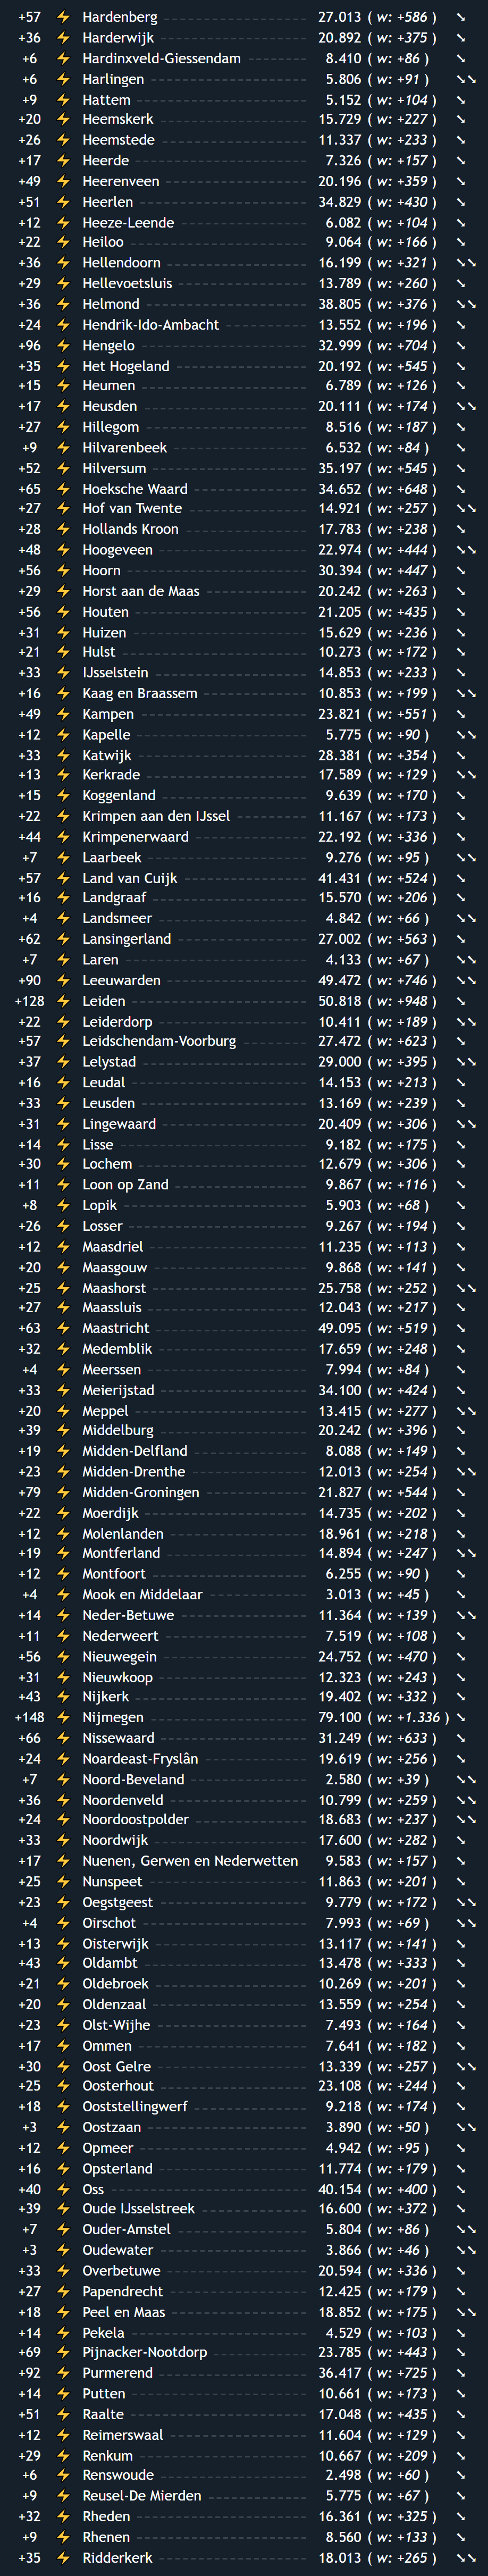 +57 ⚡ Hardenberg 27.013 ( w: +586 ) ↘
+36 ⚡ Harderwijk 20.892 ( w: +375 ) ↘
+6 ⚡ Hardinxveld-Giessendam 8.410 ( w: +86 ) ↘
+6 ⚡ Harlingen 5.806 ( w: +91 ) ↘↘
+9 ⚡ Hattem 5.152 ( w: +104 ) ↘
+20 ⚡ Heemskerk 15.729 ( w: +227 ) ↘
+26 ⚡ Heemstede 11.337 ( w: +233 ) ↘
+17 ⚡ Heerde 7.326 ( w: +157 ) ↘
+49 ⚡ Heerenveen 20.196 ( w: +359 ) ↘
+51 ⚡ Heerlen 34.829 ( w: +430 ) ↘
+12 ⚡ Heeze-Leende 6.082 ( w: +104 ) ↘
+22 ⚡ Heiloo 9.064 ( w: +166 ) ↘
+36 ⚡ Hellendoorn 16.199 ( w: +321 ) ↘↘
+29 ⚡ Hellevoetsluis 13.789 ( w: +260 ) ↘
+36 ⚡ Helmond 38.805 ( w: +376 ) ↘↘
+24 ⚡ Hendrik-Ido-Ambacht 13.552 ( w: +196 ) ↘
+96 ⚡ Hengelo 32.999 ( w: +704 ) ↘
+35 ⚡ Het Hogeland 20.192 ( w: +545 ) ↘
+15 ⚡ Heumen 6.789 ( w: +126 ) ↘
+17 ⚡ Heusden 20.111 ( w: +174 ) ↘↘
+27 ⚡ Hillegom 8.516 ( w: +187 ) ↘
+9 ⚡ Hilvarenbeek 6.532 ( w: +84 ) ↘
+52 ⚡ Hilversum 35.197 ( w: +545 ) ↘
+65 ⚡ Hoeksche Waard 34.652 ( w: +648 ) ↘
+27 ⚡ Hof van Twente 14.921 ( w: +257 ) ↘↘
+28 ⚡ Hollands Kroon 17.783 ( w: +238 ) ↘
+48 ⚡ Hoogeveen 22.974 ( w: +444 ) ↘↘
+56 ⚡ Hoorn 30.394 ( w: +447 ) ↘
+29 ⚡ Horst aan de Maas 20.242 ( w: +263 ) ↘
+56 ⚡ Houten 21.205 ( w: +435 ) ↘
+31 ⚡ Huizen 15.629 ( w: +236 ) ↘
+21 ⚡ Hulst 10.273 ( w: +172 ) ↘
+33 ⚡ IJsselstein 14.853 ( w: +233 ) ↘
+16 ⚡ Kaag en Braassem 10.853 ( w: +199 ) ↘↘
+49 ⚡ Kampen 23.821 ( w: +551 ) ↘
+12 ⚡ Kapelle 5.775 ( w: +90 ) ↘↘
+33 ⚡ Katwijk 28.381 ( w: +354 ) ↘
+13 ⚡ Kerkrade 17.589 ( w: +129 ) ↘↘
+15 ⚡ Koggenland 9.639 ( w: +170 ) ↘
+22 ⚡ Krimpen aan den IJssel 11.167 ( w: +173 ) ↘
+44 ⚡ Krimpenerwaard 22.192 ( w: +336 ) ↘
+7 ⚡ Laarbeek 9.276 ( w: +95 ) ↘↘
+57 ⚡ Land van Cuijk 41.431 ( w: +524 ) ↘
+16 ⚡ Landgraaf 15.570 ( w: +206 ) ↘
+4 ⚡ Landsmeer 4.842 ( w: +66 ) ↘↘
+62 ⚡ Lansingerland 27.002 ( w: +563 ) ↘
+7 ⚡ Laren 4.133 ( w: +67 ) ↘↘
+90 ⚡ Leeuwarden 49.472 ( w: +746 ) ↘↘
+128 ⚡ Leiden 50.818 ( w: +948 ) ↘
+22 ⚡ Leiderdorp 10.411 ( w: +189 ) ↘↘
+57 ⚡ Leidschendam-Voorburg 27.472 ( w: +623 ) ↘
+37 ⚡ Lelystad 29.000 ( w: +395 ) ↘↘
+16 ⚡ Leudal 14.153 ( w: +213 ) ↘
+33 ⚡ Leusden 13.169 ( w: +239 ) ↘
+31 ⚡ Lingewaard 20.409 ( w: +306 ) ↘↘
+14 ⚡ Lisse 9.182 ( w: +175 ) ↘
+30 ⚡ Lochem 12.679 ( w: +306 ) ↘
+11 ⚡ Loon op Zand 9.867 ( w: +116 ) ↘
+8 ⚡ Lopik 5.903 ( w: +68 ) ↘
+26 ⚡ Losser 9.267 ( w: +194 ) ↘
+12 ⚡ Maasdriel 11.235 ( w: +113 ) ↘
+20 ⚡ Maasgouw 9.868 ( w: +141 ) ↘
+25 ⚡ Maashorst 25.758 ( w: +252 ) ↘↘
+27 ⚡ Maassluis 12.043 ( w: +217 ) ↘
+63 ⚡ Maastricht 49.095 ( w: +519 ) ↘
+32 ⚡ Medemblik 17.659 ( w: +248 ) ↘
+4 ⚡ Meerssen 7.994 ( w: +84 ) ↘
+33 ⚡ Meierijstad 34.100 ( w: +424 ) ↘
+20 ⚡ Meppel 13.415 ( w: +277 ) ↘↘
+39 ⚡ Middelburg 20.242 ( w: +396 ) ↘
+19 ⚡ Midden-Delfland 8.088 ( w: +149 ) ↘
+23 ⚡ Midden-Drenthe 12.013 ( w: +254 ) ↘↘
+79 ⚡ Midden-Groningen 21.827 ( w: +544 ) ↘
+22 ⚡ Moerdijk 14.735 ( w: +202 ) ↘
+12 ⚡ Molenlanden 18.961 ( w: +218 ) ↘
+19 ⚡ Montferland 14.894 ( w: +247 ) ↘↘
+12 ⚡ Montfoort 6.255 ( w: +90 ) ↘
+4 ⚡ Mook en Middelaar 3.013 ( w: +45 ) ↘
+14 ⚡ Neder-Betuwe 11.364 ( w: +139 ) ↘↘
+11 ⚡ Nederweert 7.519 ( w: +108 ) ↘
+56 ⚡ Nieuwegein 24.752 ( w: +470 ) ↘
+31 ⚡ Nieuwkoop 12.323 ( w: +243 ) ↘
+43 ⚡ Nijkerk 19.402 ( w: +332 ) ↘
+148 ⚡ Nijmegen 79.100 ( w: +1.336 ) ↘
+66 ⚡ Nissewaard 31.249 ( w: +633 ) ↘
+24 ⚡ Noardeast-Fryslân 19.619 ( w: +256 ) ↘
+7 ⚡ Noord-Beveland 2.580 ( w: +39 ) ↘↘
+36 ⚡ Noordenveld 10.799 ( w: +259 ) ↘↘
+24 ⚡ Noordoostpolder 18.683 ( w: +237 ) ↘↘
+33 ⚡ Noordwijk 17.600 ( w: +282 ) ↘
+17 ⚡ Nuenen, Gerwen en Nederwetten 9.583 ( w: +157 ) ↘
+25 ⚡ Nunspeet 11.863 ( w: +201 ) ↘
+23 ⚡ Oegstgeest 9.779 ( w: +172 ) ↘↘
+4 ⚡ Oirschot 7.993 ( w: +69 ) ↘↘
+13 ⚡ Oisterwijk 13.117 ( w: +141 ) ↘
+43 ⚡ Oldambt 13.478 ( w: +333 ) ↘
+21 ⚡ Oldebroek 10.269 ( w: +201 ) ↘
+20 ⚡ Oldenzaal 13.559 ( w: +254 ) ↘
+23 ⚡ Olst-Wijhe 7.493 ( w: +164 ) ↘
+17 ⚡ Ommen 7.641 ( w: +182 ) ↘
+30 ⚡ Oost Gelre 13.339 ( w: +257 ) ↘↘
+25 ⚡ Oosterhout 23.108 ( w: +244 ) ↘
+18 ⚡ Ooststellingwerf 9.218 ( w: +174 ) ↘
+3 ⚡ Oostzaan 3.890 ( w: +50 ) ↘↘
+12 ⚡ Opmeer 4.942 ( w: +95 ) ↘
+16 ⚡ Opsterland 11.774 ( w: +179 ) ↘
+40 ⚡ Oss 40.154 ( w: +400 ) ↘
+39 ⚡ Oude IJsselstreek 16.600 ( w: +372 ) ↘
+7 ⚡ Ouder-Amstel 5.804 ( w: +86 ) ↘↘
+3 ⚡ Oudewater 3.866 ( w: +46 ) ↘↘
+33 ⚡ Overbetuwe 20.594 ( w: +336 ) ↘
+27 ⚡ Papendrecht 12.425 ( w: +179 ) ↘
+18 ⚡ Peel en Maas 18.852 ( w: +175 ) ↘↘
+14 ⚡ Pekela 4.529 ( w: +103 ) ↘
+69 ⚡ Pijnacker-Nootdorp 23.785 ( w: +443 ) ↘
+92 ⚡ Purmerend 36.417 ( w: +725 ) ↘
+14 ⚡ Putten 10.661 ( w: +173 ) ↘
+51 ⚡ Raalte 17.048 ( w: +435 ) ↘
+12 ⚡ Reimerswaal 11.604 ( w: +129 ) ↘
+29 ⚡ Renkum 10.667 ( w: +209 ) ↘
+6 ⚡ Renswoude 2.498 ( w: +60 ) ↘
+9 ⚡ Reusel-De Mierden 5.775 ( w: +67 ) ↘
+32 ⚡ Rheden 16.361 ( w: +325 ) ↘
+9 ⚡ Rhenen 8.560 ( w: +133 ) ↘
+35 ⚡ Ridderkerk 18.013 ( w: +265 ) ↘↘